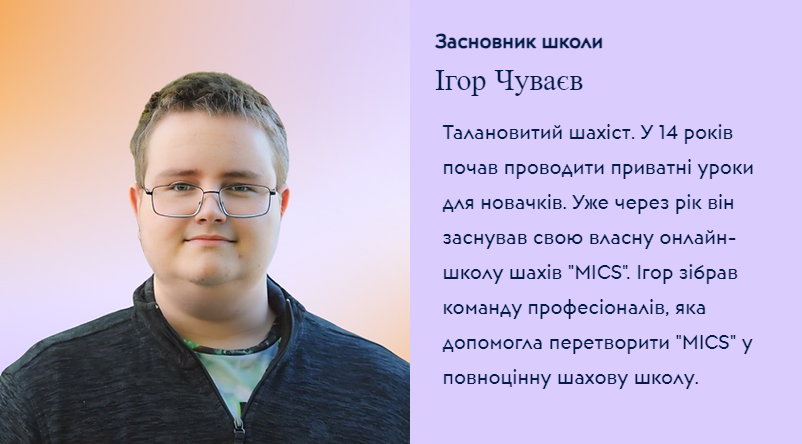 Засновник школи
Ігор Чуваєв
Талановитий шахіст. У 14 років
почав проводити приватні уроки
для новачків. Уже через рік він
заснував свою власну онлайн-
школу шахів "MICS". Ігор зібрав
команду професіоналів, яка
допомогла перетворити "MICS" у
повноцінну шахову школу.